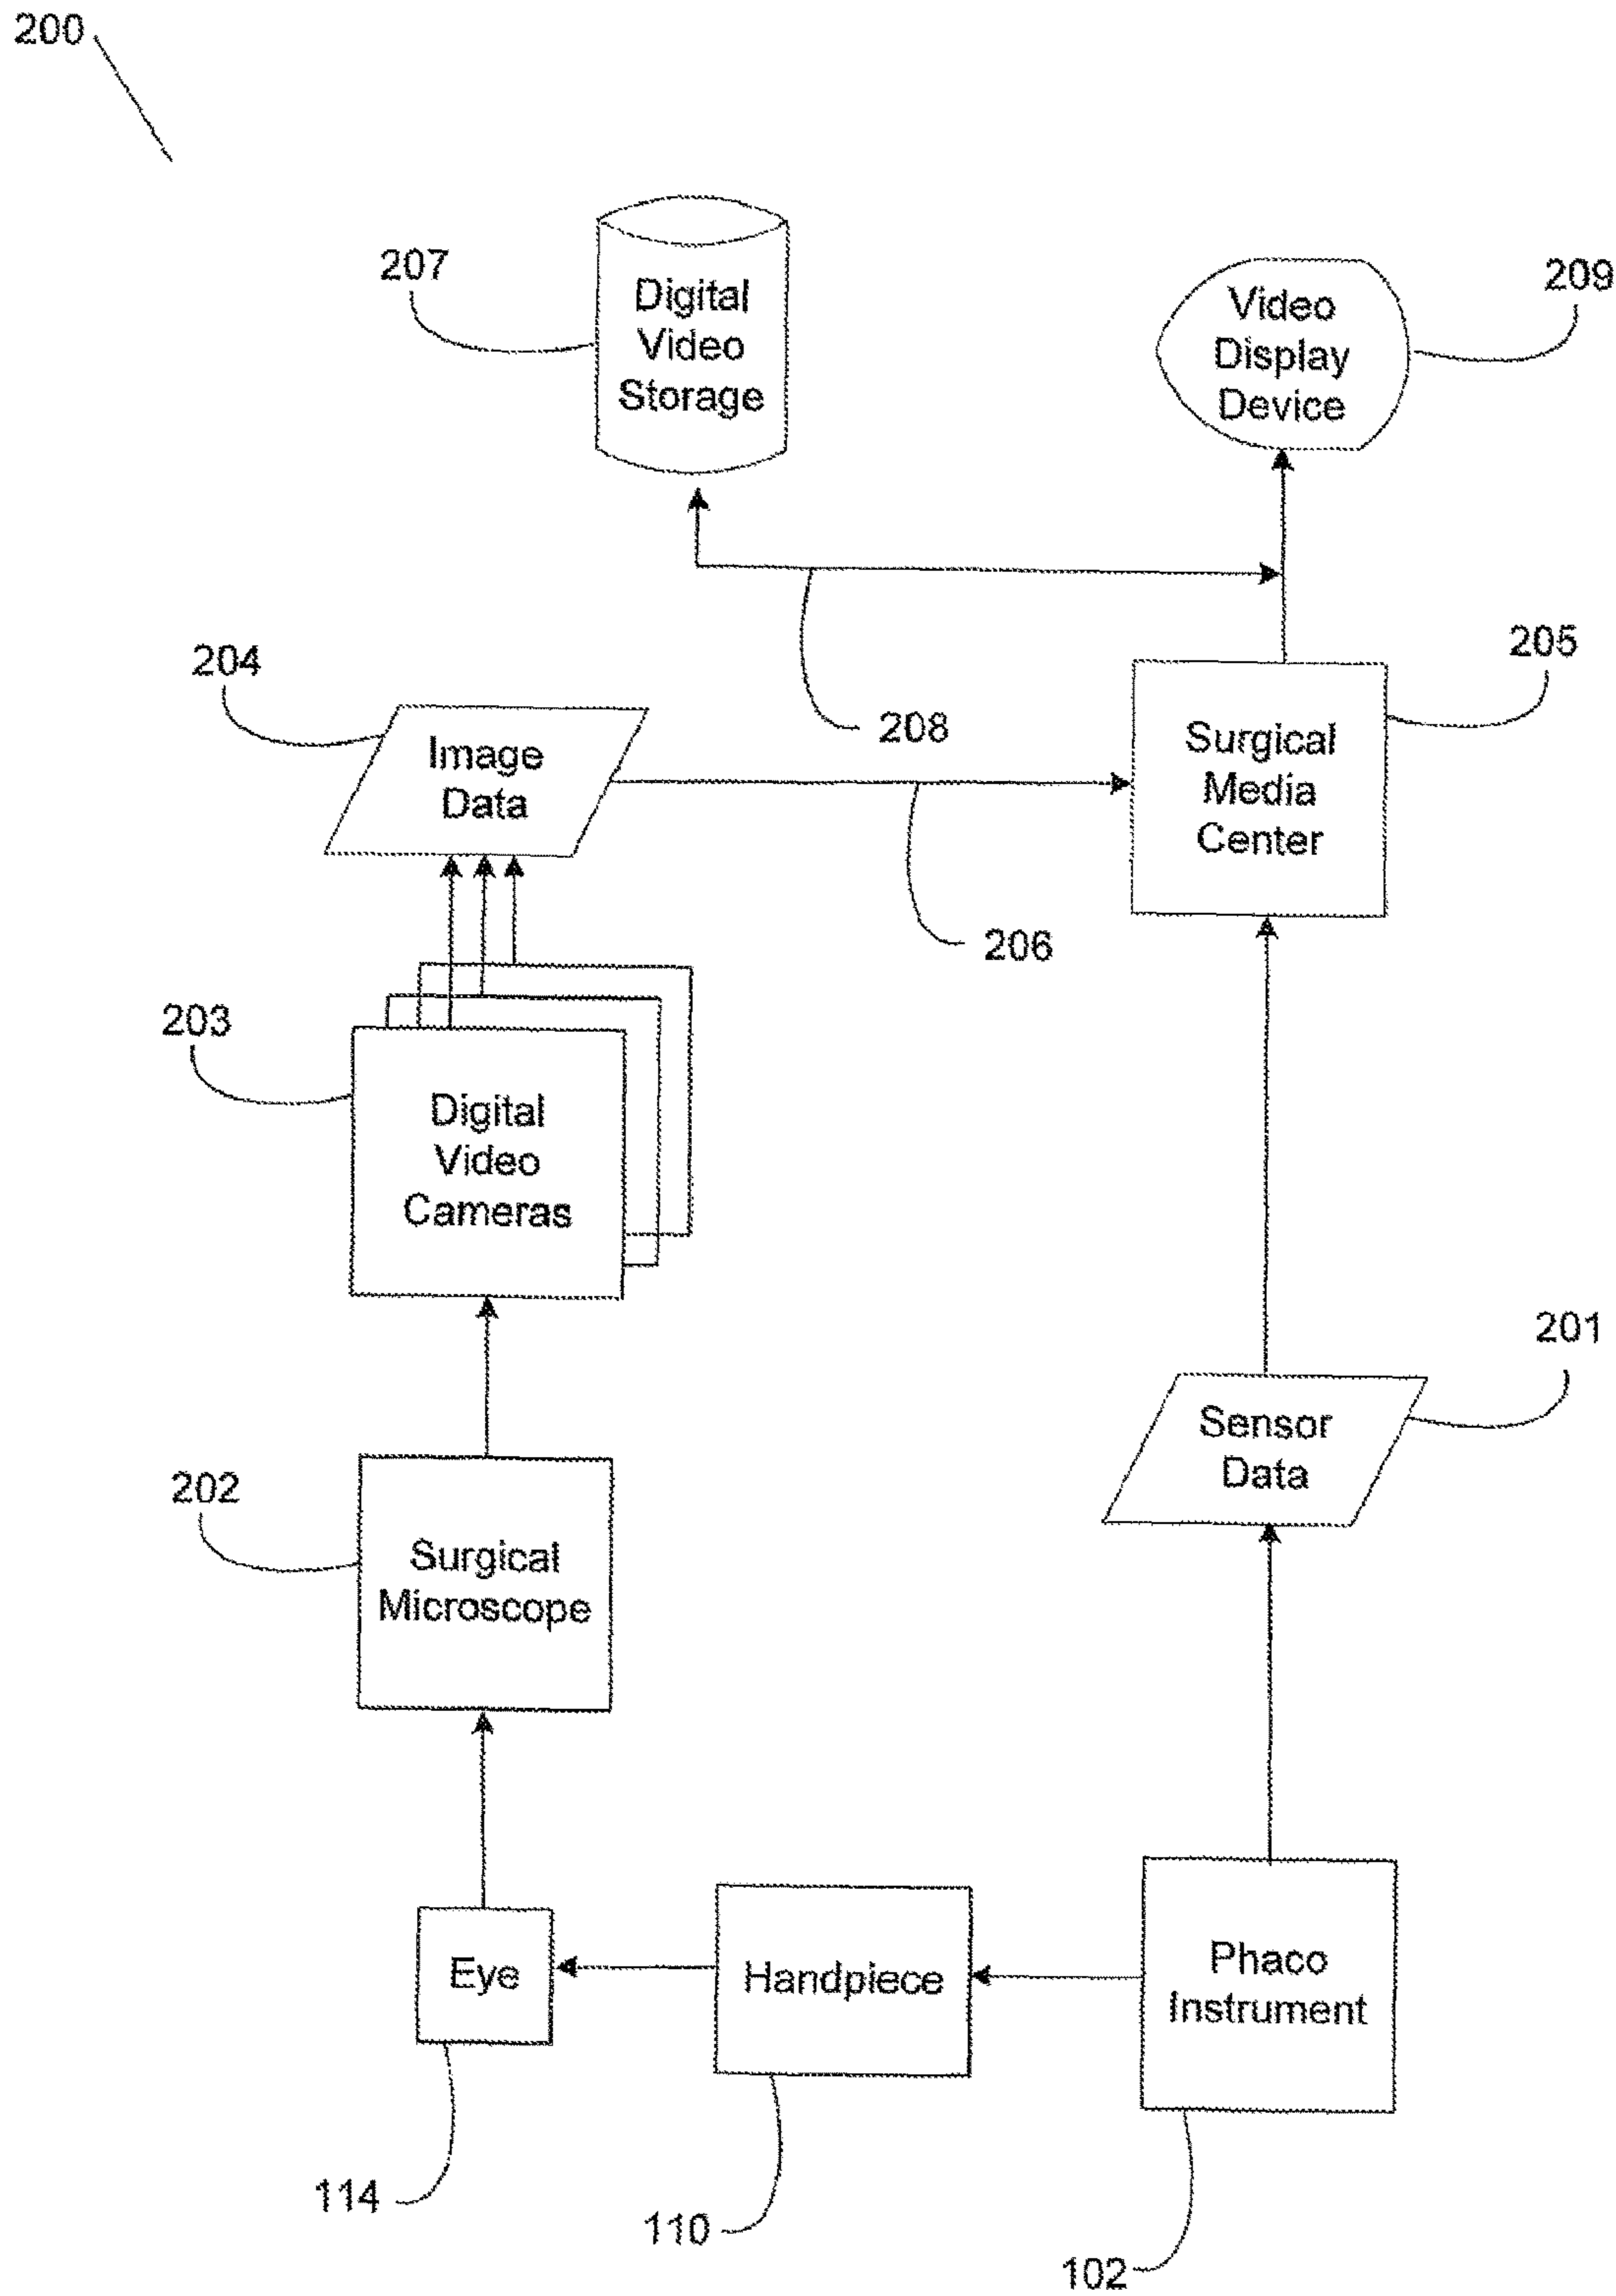 200
207
Digital
Video
Storage
Video
Display
Device
209
204
Image
Data
208
205
Surgical
Media
Center
206
203
Digital
Video
Cameras
201
Sensor
Data
202
Surgical
Microscope
Eye
Handpiece
Phaco
Instrument
114
110
102